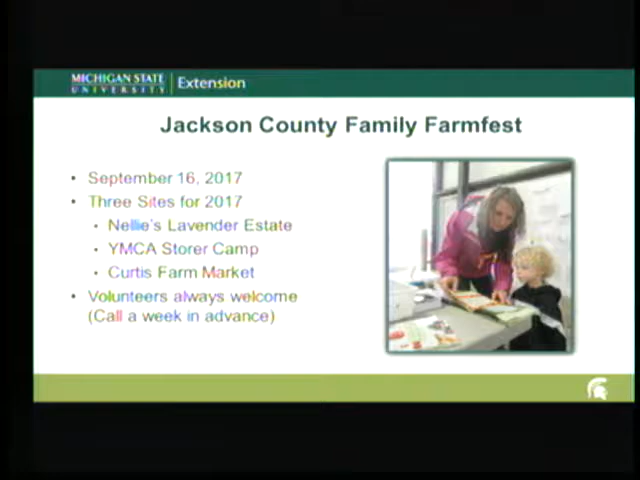 MICHIGAN STATE
UNIVERSITY
Extension
Jackson County Family Farmfest
• September 16, 2017
• Three Sites for 2017
• Nellie's Lavender Estate
• YMCA Storer Camp
• Curtis Farm Market
• Volunteers always welcome
(Call a week in advance)